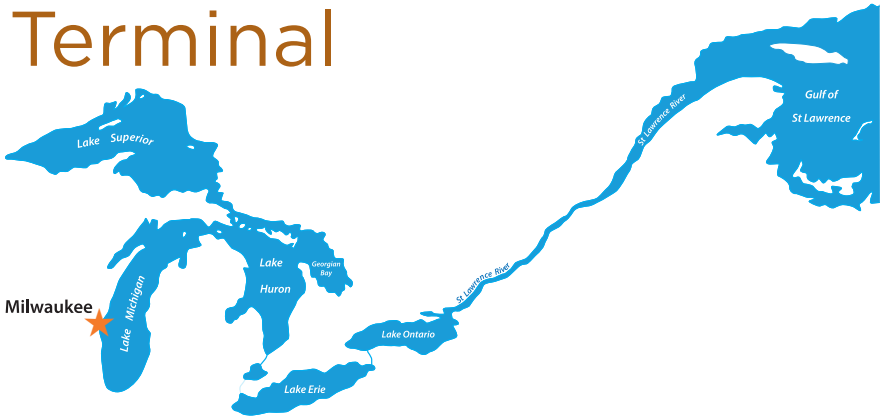 Terminal
Gulf of
St Lawrence
St Lawrence River
Lake Superior
Lake
Huron
Georgian
Bay
St Lawrence River
Milwaukee
Lake Michigan
Lake Ontario
Lake Erie